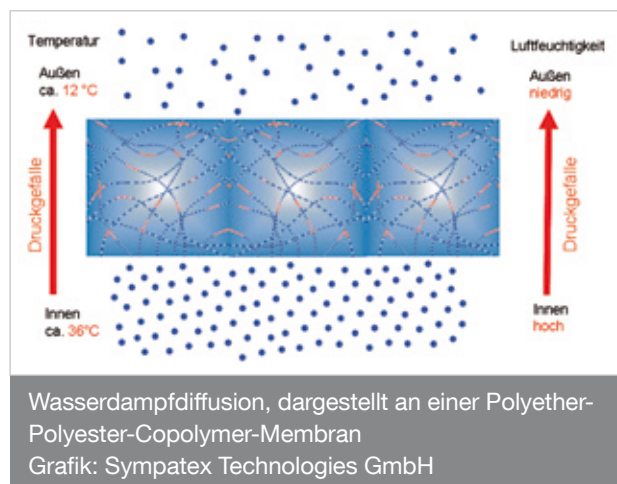 Temperatur
Außen
ca. 12 °C
Druckgefälle
Innen
ca. 36°C
Luftfeuchtigkeit
Außen
niedrig
Druckgefälle
Innen
hoch
Wasserdampfdiffusion, dargestellt an einer Polyether-
Polyester-Copolymer-Membran
Grafik: Sympatex Technologies GmbH